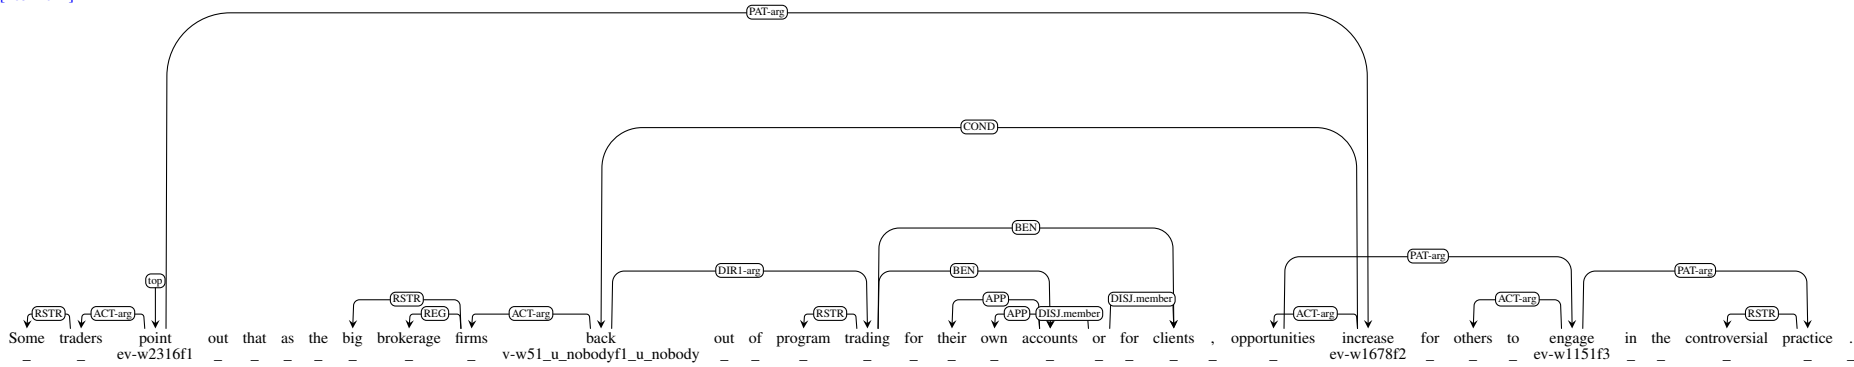 PAT-arg
COND
BEN
PAT-arg
DIR1-arg BEN PAT-arg
top
RSTR APP DISJ.member ACT-arg
RSTR ACT-arg REG ACT-arg RSTR APP DISJ.member ACT-arg RSTR
Some traders point out that as the big brokerage firms back out of program trading for their own accounts or for clients , opportunities increase for others to engage in the controversial practice .
_ _ ev-w2316f1 _ _ _ _ _ _ _ v-w51_u_nobodyf1_u_nobody _ _ _ _ _ _ _ _ _ _ _ _ _ ev-w1678f2 _ _ _ ev-w1151f3 _ _ _ _ _